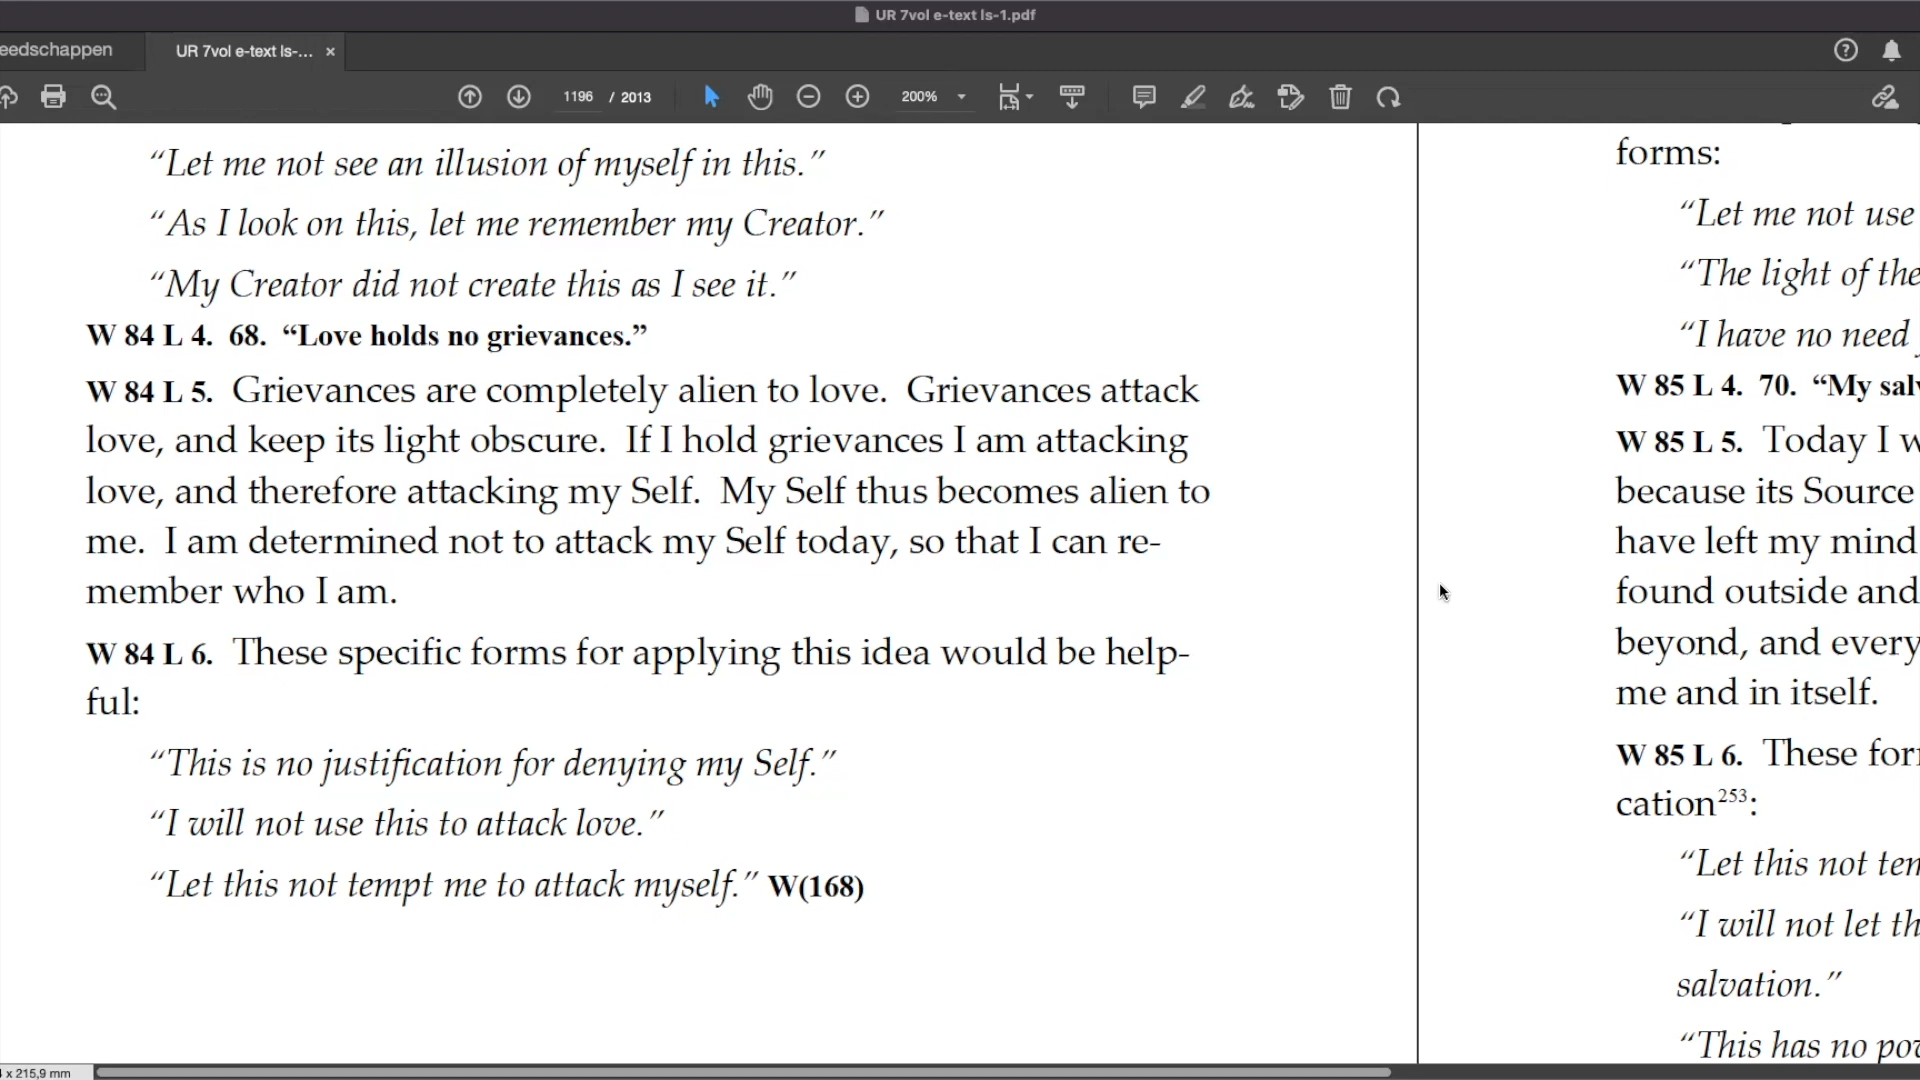 UR 7vol e-text ls-1.pdf
eedschappen
UR 7vol e-text ls-... ×
1196 / 2013
200%
“Let me not see an illusion of myself in this.”
“As I look on this, let me remember my Creator.”
“My Creator did not create this as I see it.”
W 84 L 4. 68. “Love holds no grievances.”
W 84 L 5. Grievances are completely alien to love. Grievances attack
love, and keep its light obscure. If I hold grievances I am attacking
love, and therefore attacking my Self. My Self thus becomes alien to
me. I am determined not to attack my Self today, so that I can re-
member who I am.
W 84 L 6. These specific forms for applying this idea would be help-
ful:
“This is no justification for denying my Self.”
“I will not use this to attack love.”
“Let this not tempt me to attack myself.” W(168)
forms:
“Let me not use
“The light of the
“I have no need
W 85 L 4. 70. “My sal
W 85 L 5. Today I
because its Source
have left my mind
found outside and
beyond, and every
me and in itself.
W 85 L 6. These for
cation253:
“Let this not tem
“I will not let th
salvation.”
“This has no po
x 215,9 mm